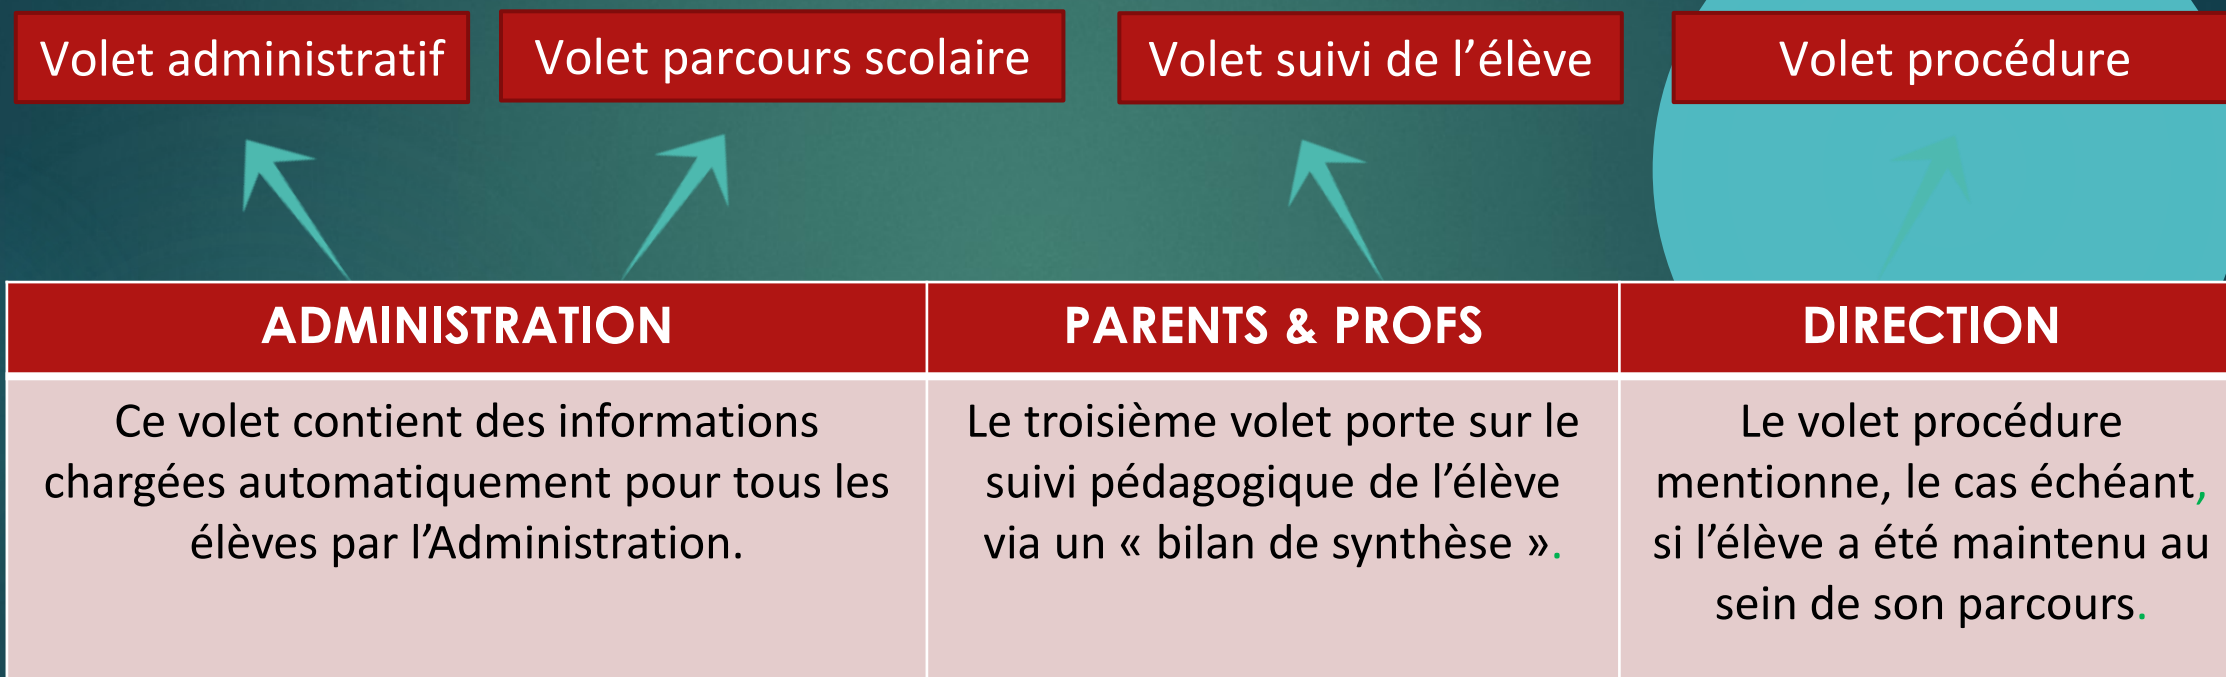 Volet administratif
Volet parcours scolaire
Volet suivi de l’élève
Volet procédure
ADMINISTRATION
PARENTS & PROFS
DIRECTION
Ce volet contient des informations
chargées automatiquement pour tous les
élèves par l’Administration.
Le troisième volet porte sur le
suivi pédagogique de l’élève
via un « bilan de synthèse ».
Le volet procédure
mentionne, le cas échéant,
si l’élève a été maintenu au
sein de son parcours.